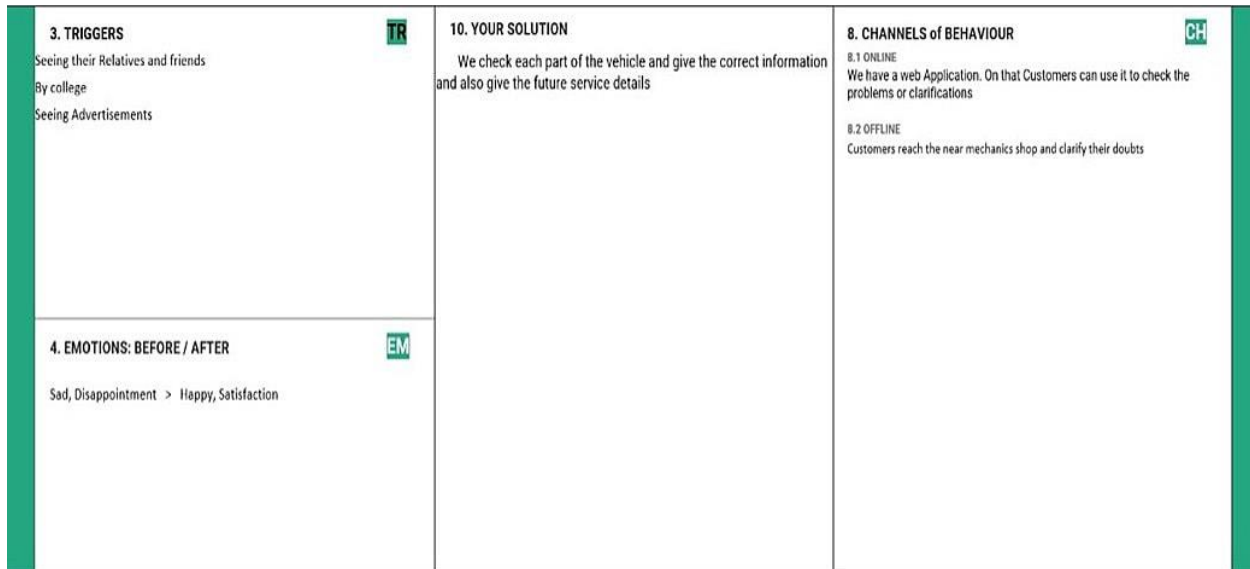 3. TRIGGERS
TR
Seeing their Relatives and friends
By college
Seeing Advertisements
4. EMOTIONS: BEFORE / AFTER
EM
Sad, Disappointment > Happy, Satisfaction
10. YOUR SOLUTION
We check each part of the vehicle and give the correct information
and also give the future service details
8. CHANNELS of BEHAVIOUR
CH
8.1 ONLINE
We have a web Application. On that Customers can use it to check the
problems or clarifications
8.2 OFFLINE
Customers reach the near mechanics shop and clarify their doubts